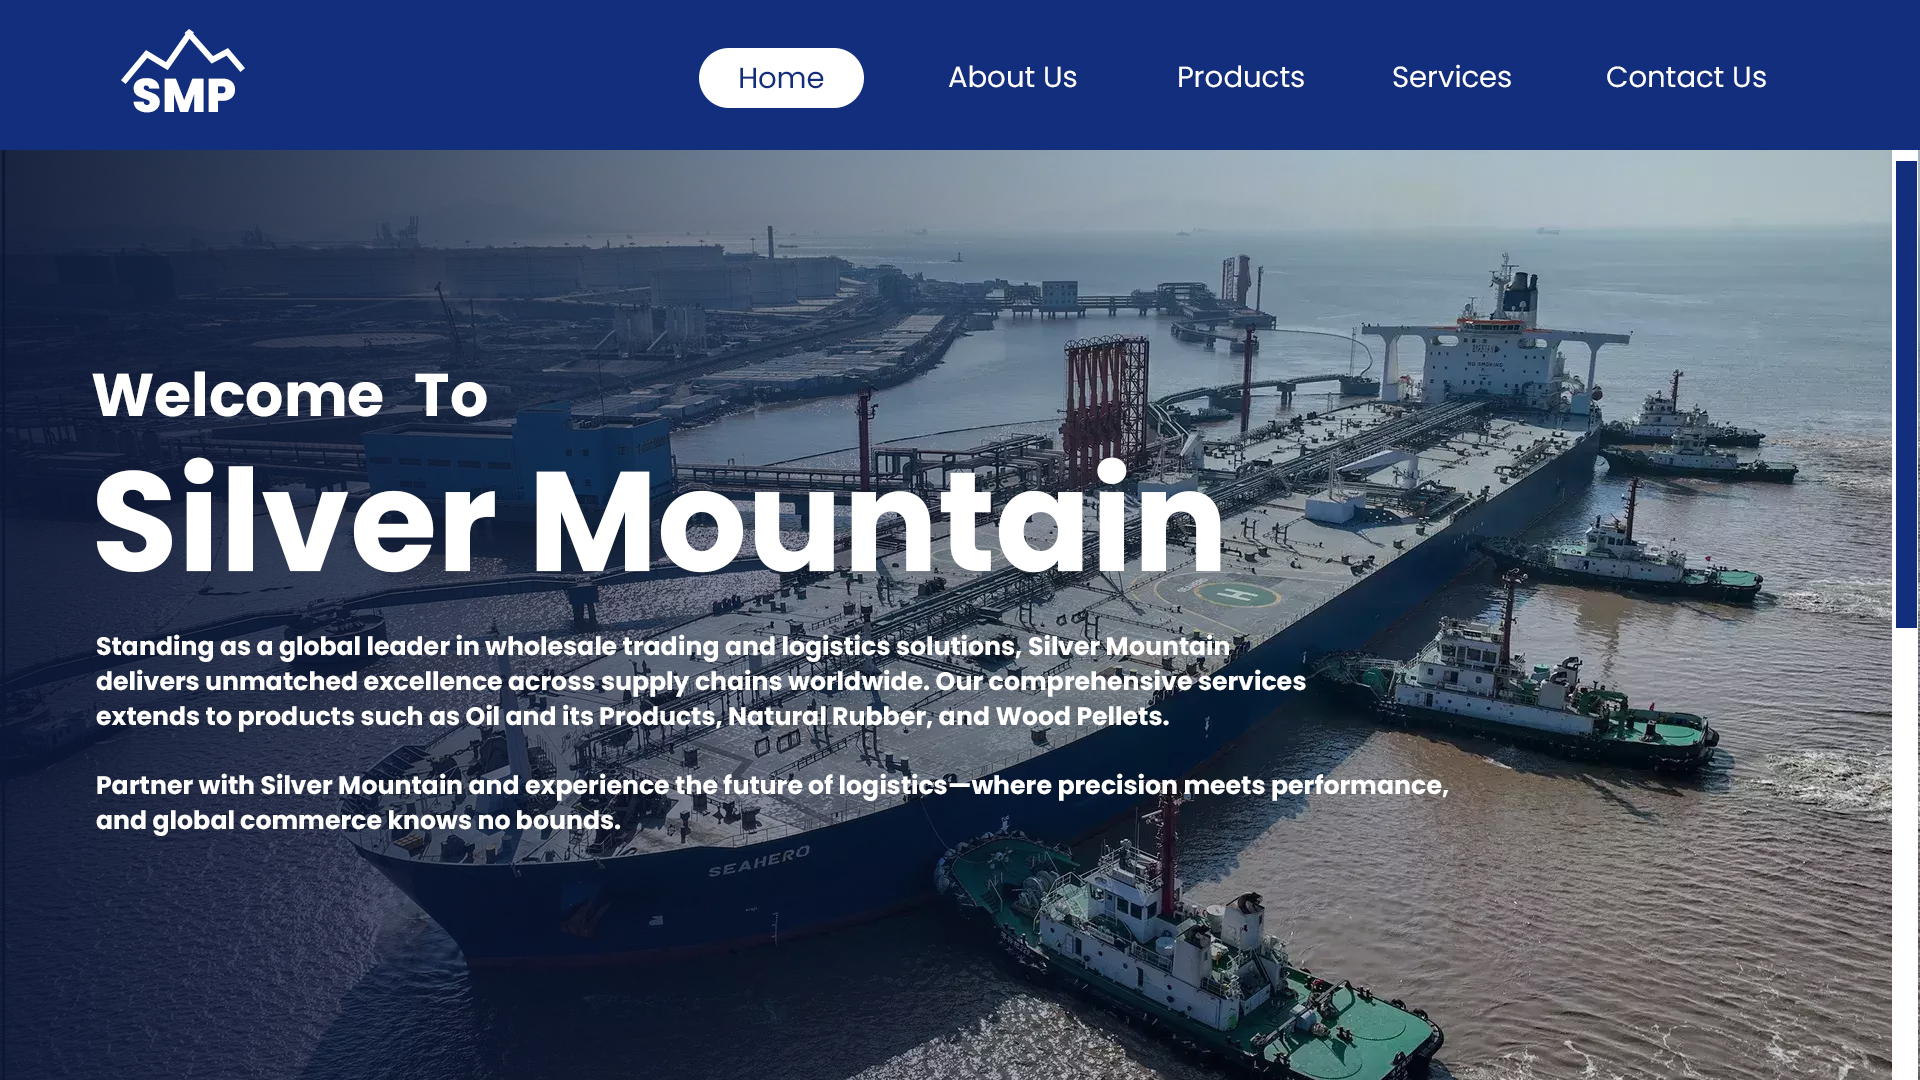 SMP
Home
About Us
Products
Services
Contact Us
Welcome To
Silver Mountain
Standing as a global leader in wholesale trading and logistics solutions, Silver Mountain
delivers unmatched excellence across supply chains worldwide. Our comprehensive services
extends to products such as Oil and its Products, Natural Rubber, and Wood Pellets.
Partner with Silver Mountain and experience the future of logistics—where precision meets performance,
and global commerce knows no bounds.
NO SMOKING
H
SEAHERO